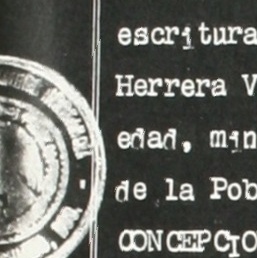 escritura
Herrera V
edad, min
de la Pob
CONCEPCIO